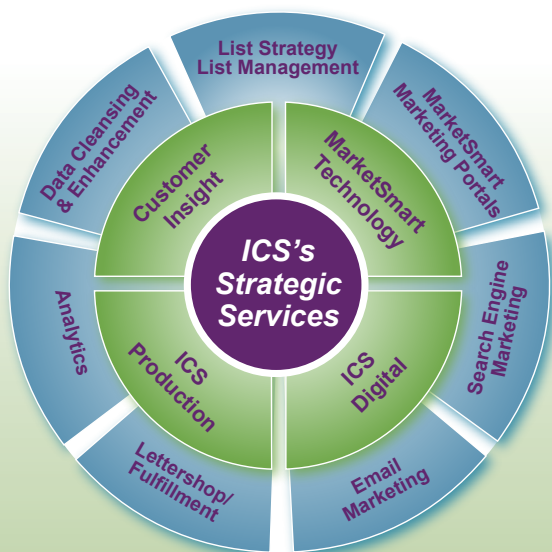 List Strategy
List Management
MarketSmart
Marketing Portals
Search Engine
Marketing
Email
Marketing
Lettershop/
Fulfillment
Analytics
Data Cleansing
& Enhancement
Customer
Insight
MarketSmart
Technology
ICS
Digital
ICS
Production
ICS's
Strategic
Services